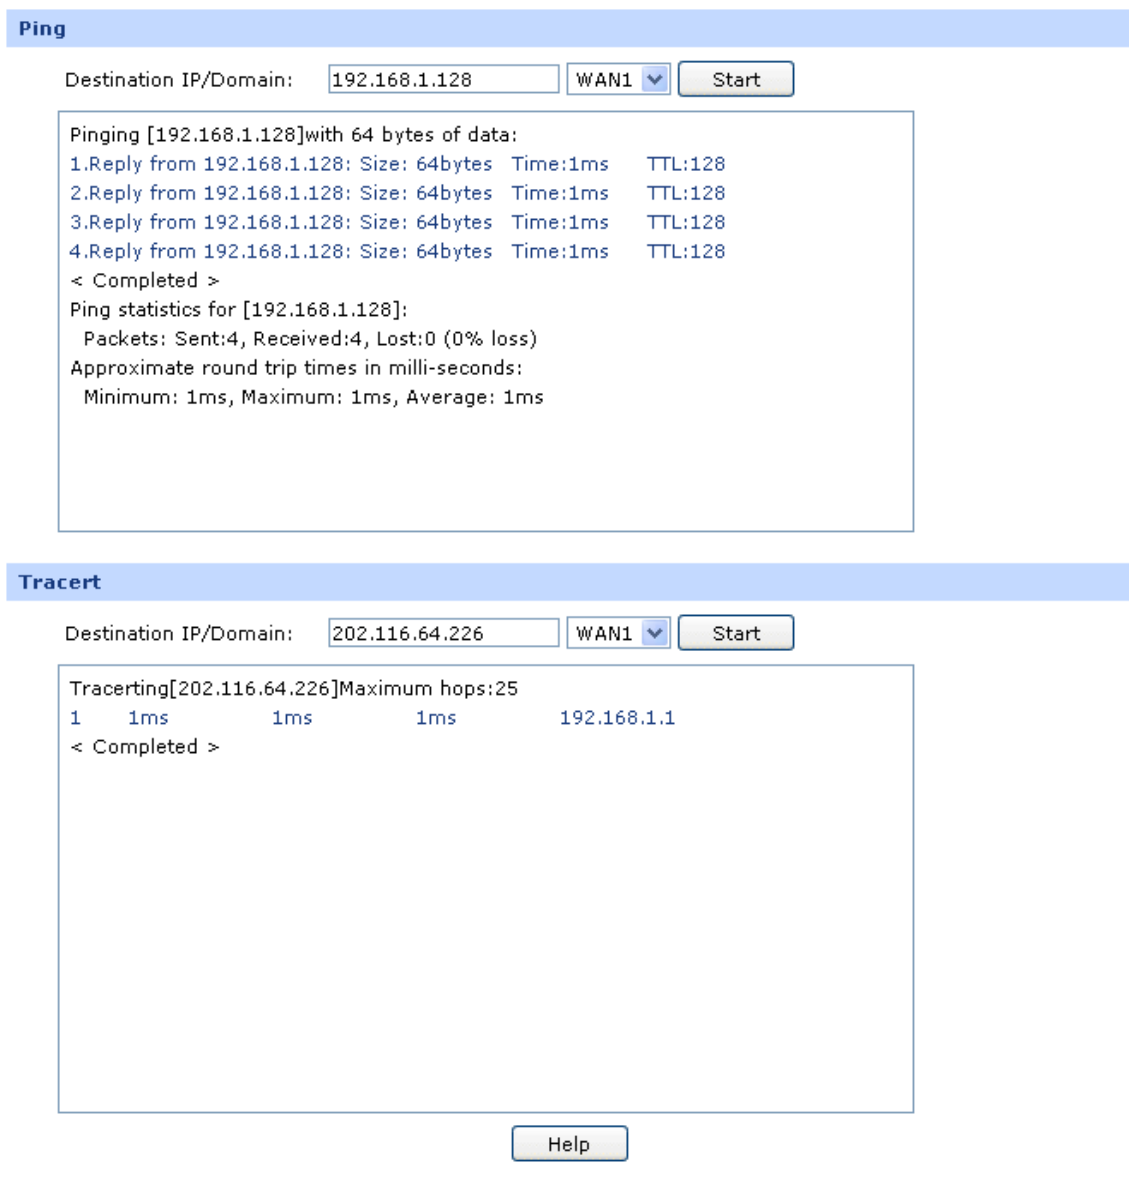 Ping
Destination IP/Domain: 192.168.1.128 WAN1 Start
Pinging [192.168.1.128]with 64 bytes of data:
1.Reply from 192.168.1.128: Size: 64bytes Time:1ms TTL:128
2.Reply from 192.168.1.128: Size: 64bytes Time:1ms TTL:128
3.Reply from 192.168.1.128: Size: 64bytes Time:1ms TTL:128
4.Reply from 192.168.1.128: Size: 64bytes Time:1ms TTL:128
< Completed >
Ping statistics for [192.168.1.128]:
Packets: Sent:4, Received:4, Lost:0 (0% loss)
Approximate round trip times in milli-seconds:
Minimum: 1ms, Maximum: 1ms, Average: 1ms
Tracert
Destination IP/Domain: 202.116.64.226 WAN1 Start
Tracerting[202.116.64.226]Maximum hops:25
1 1ms 1ms 1ms 192.168.1.1
< Completed >
Help